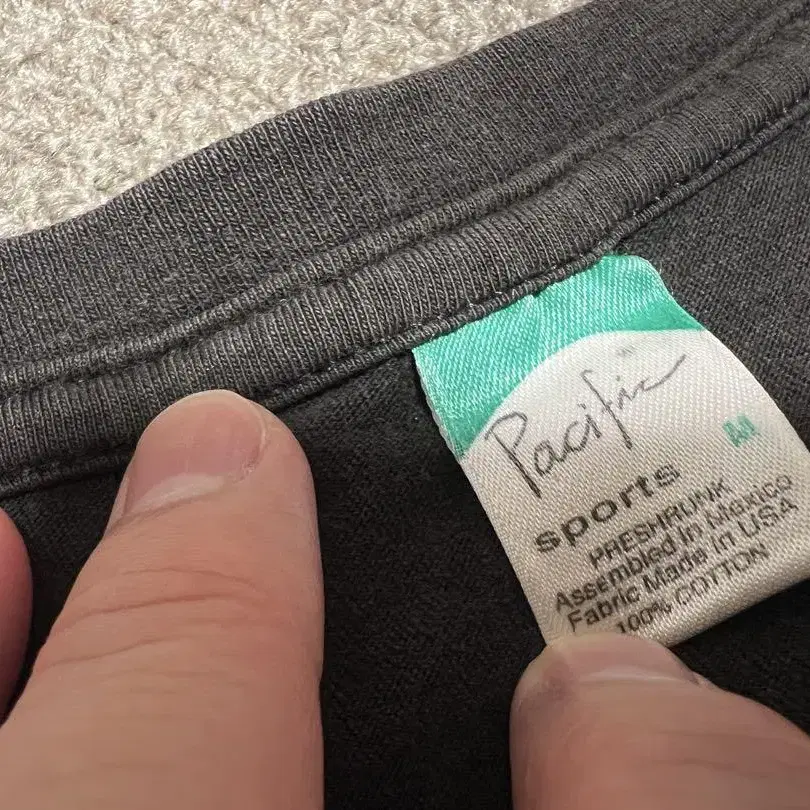 Pacific
M
sports
PRESHRUNK
Assembled in Mexico
Fabric Made in USA
100% COTTON